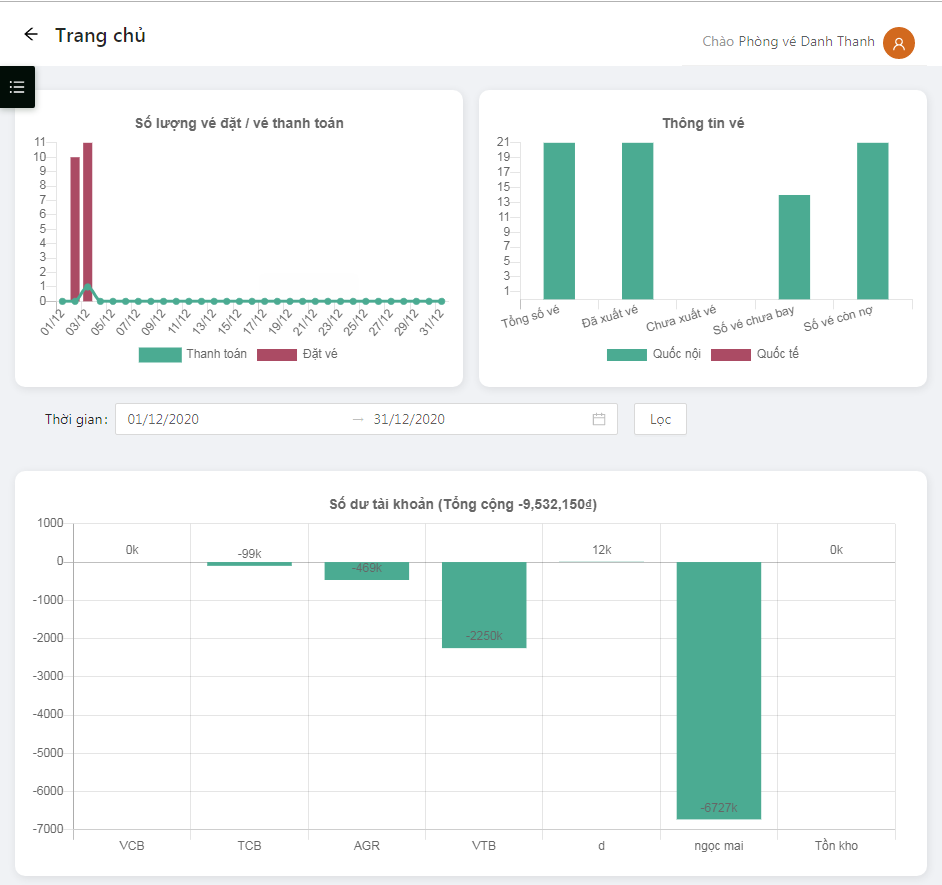 Trang chủ
Chào Phòng vé Danh Thanh
Số lượng vé đặt / vé thanh toán
11
10
9
8
7
6
5
4
3
2
1
0
01/12
03/12
05/12
07/12
09/12
11/12
13/12
15/12
17/12
19/12
21/12
23/12
25/12
27/12
29/12
31/12
Thanh toán
Đặt vé
Thông tin vé
21
19
17
15
13
11
9
7
5
3
1
Tổng số vé
Đã xuất vé
Chưa xuất vé
Số vé chưa bay
Số vé còn nợ
Quốc nội
Quốc tế
Thời gian:
01/12/2020 → 31/12/2020
Lọc
Số dư tài khoản (Tổng cộng -9,532,150₫)
1000
0
-1000
-2000
-3000
-4000
-5000
-6000
-7000
0k
-99k
-469k
-2250k
12k
-6727k
0k
VCB
TCB
AGR
VTB
d
ngọc mai
Tồn kho